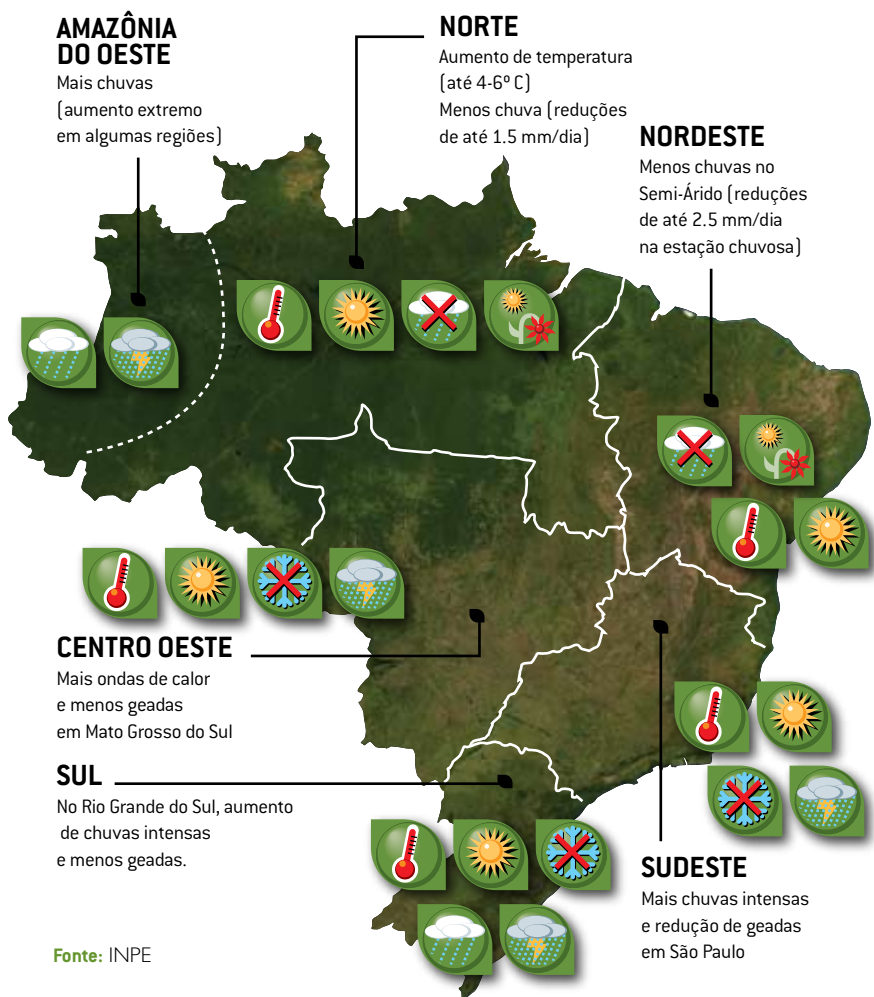 AMAZÔNIA
DO OESTE
Mais chuvas
(aumento extremo
em algumas regiões)
NORTE
Aumento de temperatura
(até 4-6º C)
Menos chuva (reduções
de até 1.5 mm/dia)
NORDESTE
Menos chuvas no
Semi-Árido (reduções
de até 2.5 mm/dia
na estação chuvosa)
CENTRO OESTE
Mais ondas de calor
e menos geadas
em Mato Grosso do Sul
SUL
No Rio Grande do Sul, aumento
de chuvas intensas
e menos geadas.
SUDESTE
Mais chuvas intensas
e redução de geadas
em São Paulo
Fonte: INPE